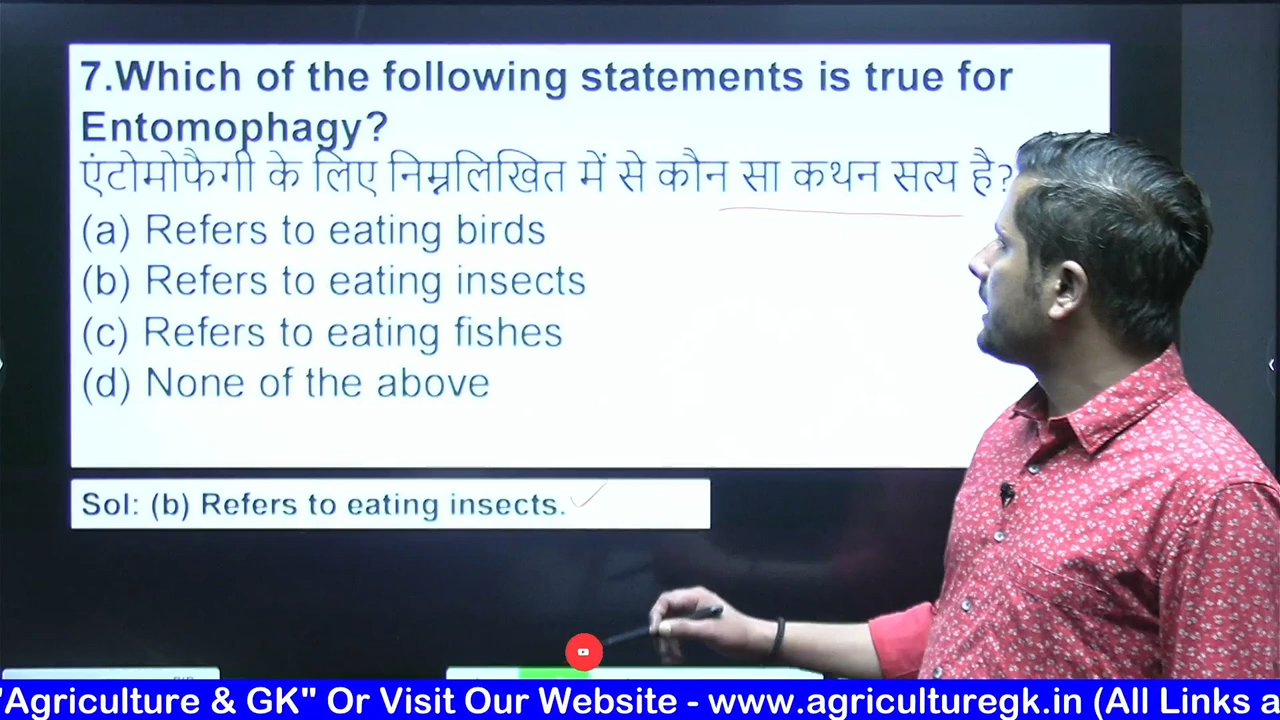 7.Which of the following statements is true for
Entomophagy?
एंटोमोफैगी के लिए निम्नलिखित में से कौन सा कथन सत्य है?
(a) Refers to eating birds
(b) Refers to eating insects
(c) Refers to eating fishes
(d) None of the above
Sol: (b) Refers to eating insects.
"Agriculture & GK" Or Visit Our Website - www.agriculturegk.in (All Links a